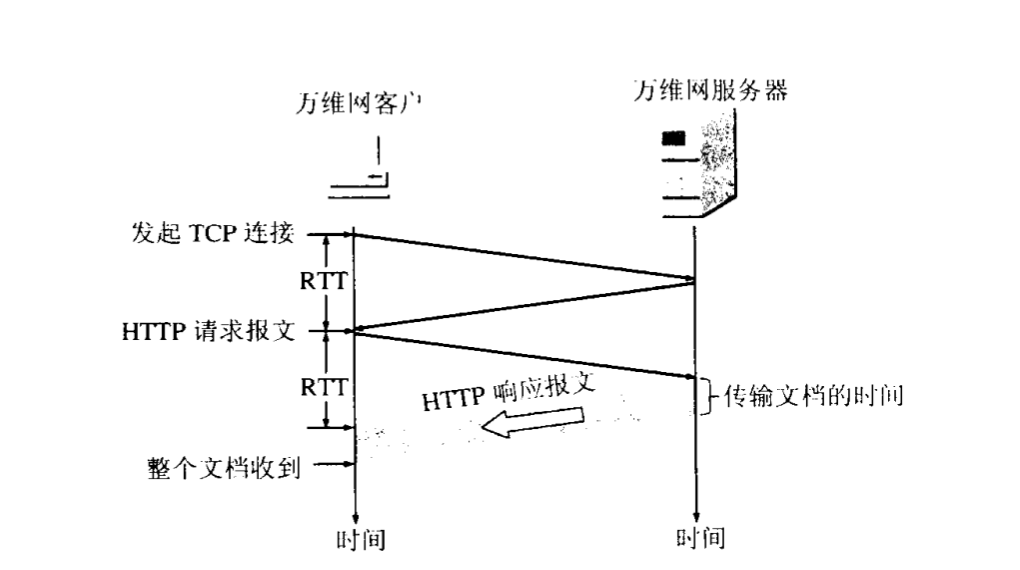 万维网客户
万维网服务器
发起 TCP 连接
RTT
HTTP 请求报文
RTT
HTTP 响应报文
传输文档的时间
整个文档收到
时间
时间